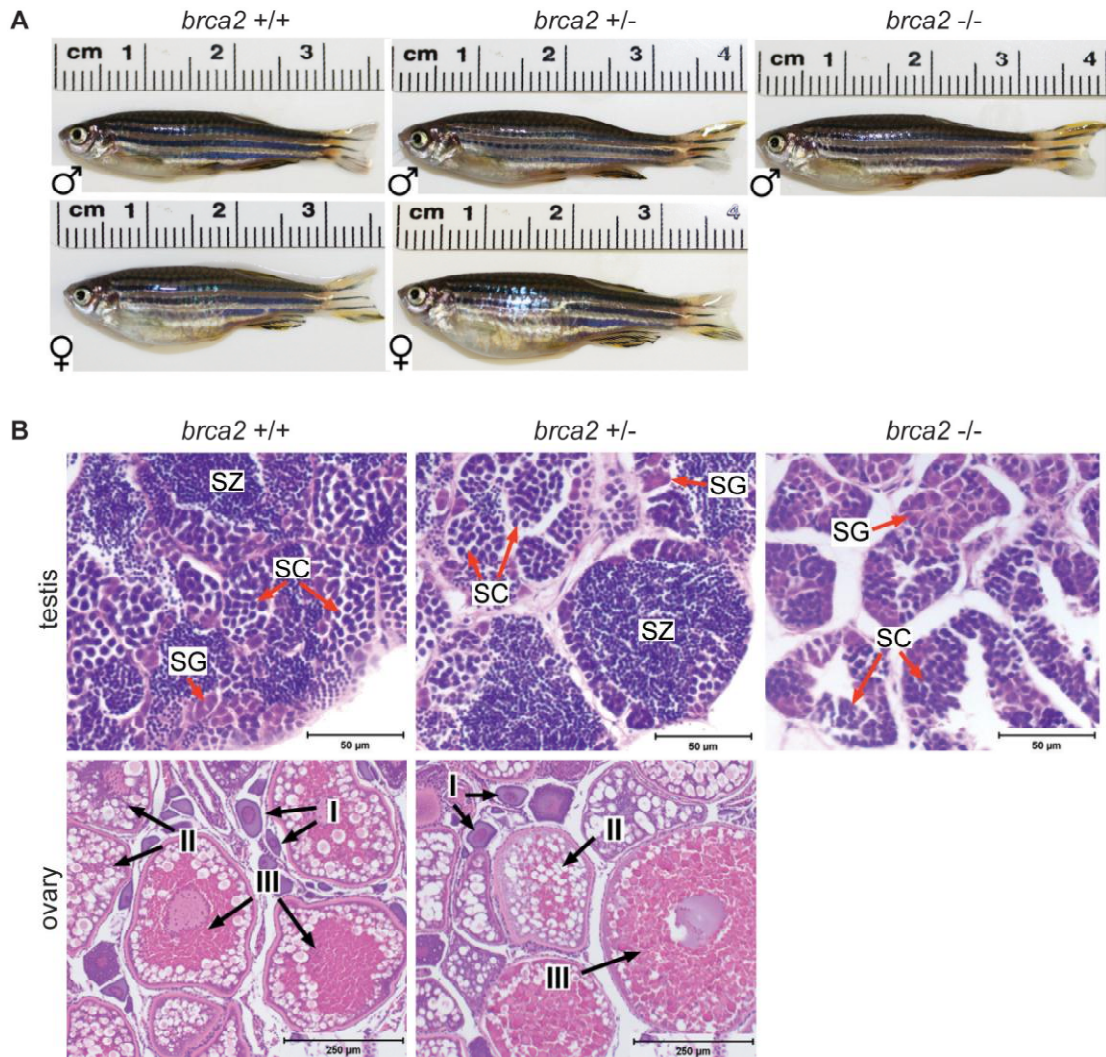 A
brca2 +/+
brca2 +/-
brca2 -/-
cm 1 2 3
cm 1 2 3 4
cm 1 2 3 4
♂
♂
♂
cm 1 2 3
cm 1 2 3 4
♀
♀
B
brca2 +/+
brca2 +/-
brca2 -/-
testis
SZ
SC
SG
50 µm
SG
SC
SZ
50 µm
SG
SC
50 µm
ovary
I
II
III
250 µm
I
II
III
250 µm